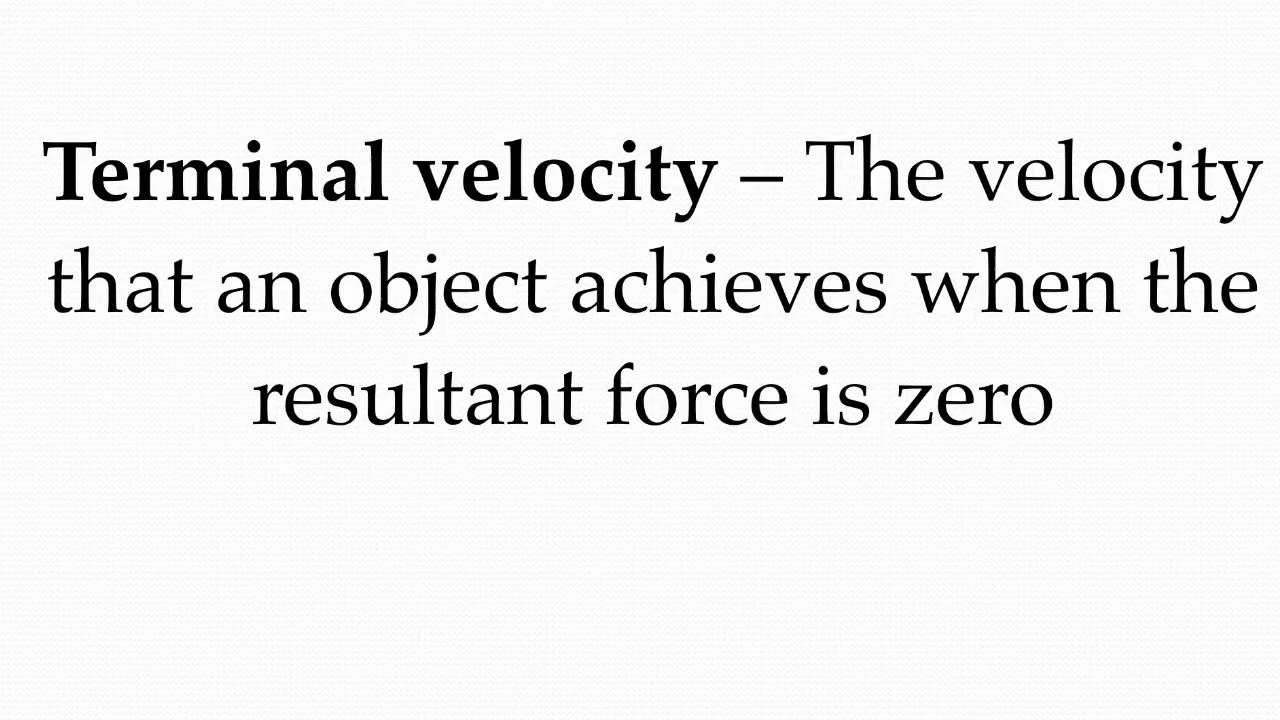 Terminal velocity – The velocity
that an object achieves when the
resultant force is zero